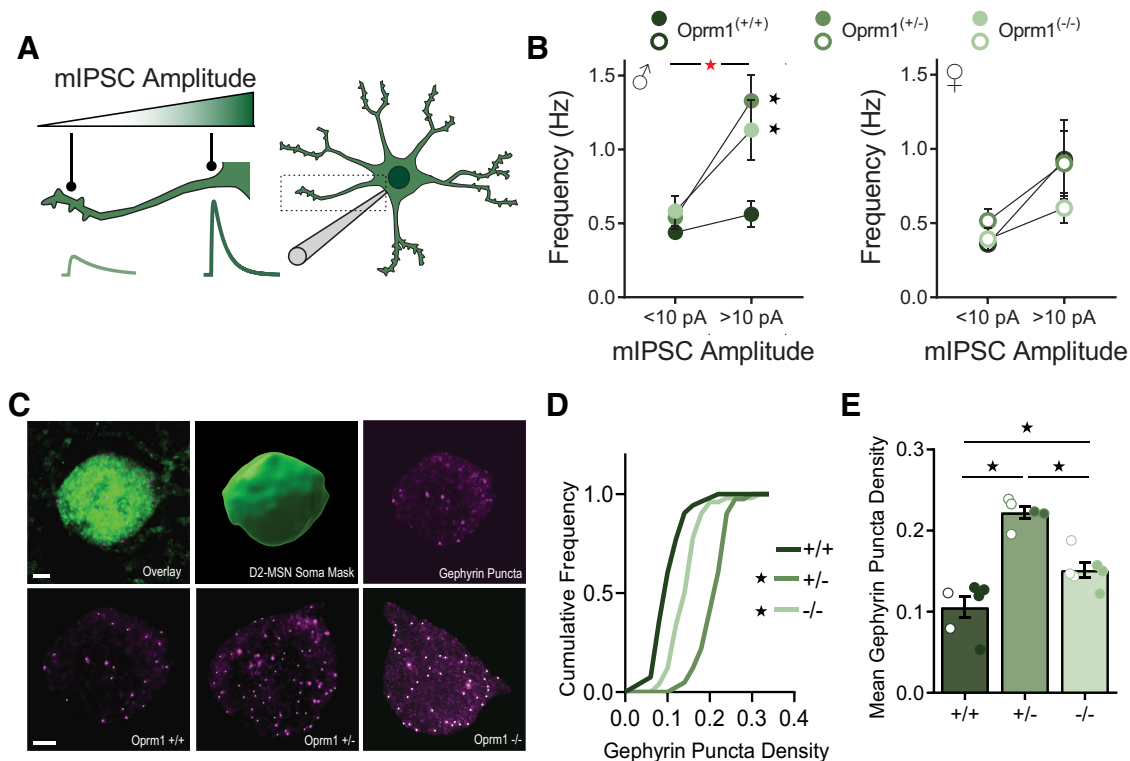 A
mIPSC Amplitude
B
Oprm1(+/+)
Oprm1(+/-)
Oprm1(-/-)
♂
Frequency (Hz)
1.5
1.0
0.5
0.0
<10 pA
>10 pA
mIPSC Amplitude
♀
Frequency (Hz)
1.5
1.0
0.5
0.0
<10 pA
>10 pA
mIPSC Amplitude
C
Overlay
D2-MSN Soma Mask
Gephyrin Puncta
Oprm1 +/+
Oprm1 +/-
Oprm1 -/-
D
Cumulative Frequency
1.0
0.5
0.0
0.0 0.2 0.4
Gephyrin Puncta Density
+/+
+/-
-/-
E
Mean Gephyrin Puncta Density
0.3
0.2
0.1
0.0
+/+ +/- -/-